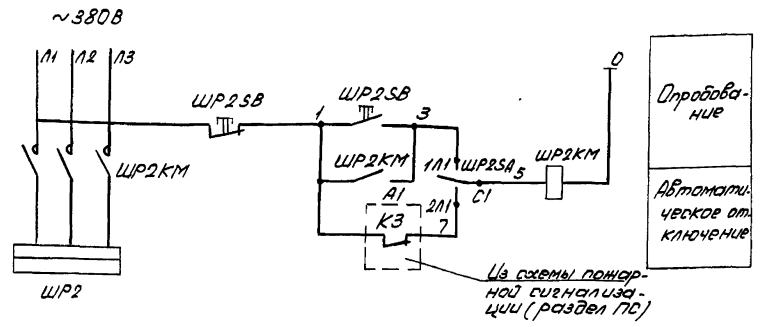 ~380В
Л1 Л2 Л3
ШР2SB
1
ШР2SB
3
0
ШР2КМ
ШР2КМ
1Л1
ШР2SA
5
ШР2КМ
С1
А1
К3
2Л1
7
ШР2
Из схемы пожар-
ной сигнализа-
ции (раздел ПС)
Опробова-
ние
Автомати-
ческое от-
ключение